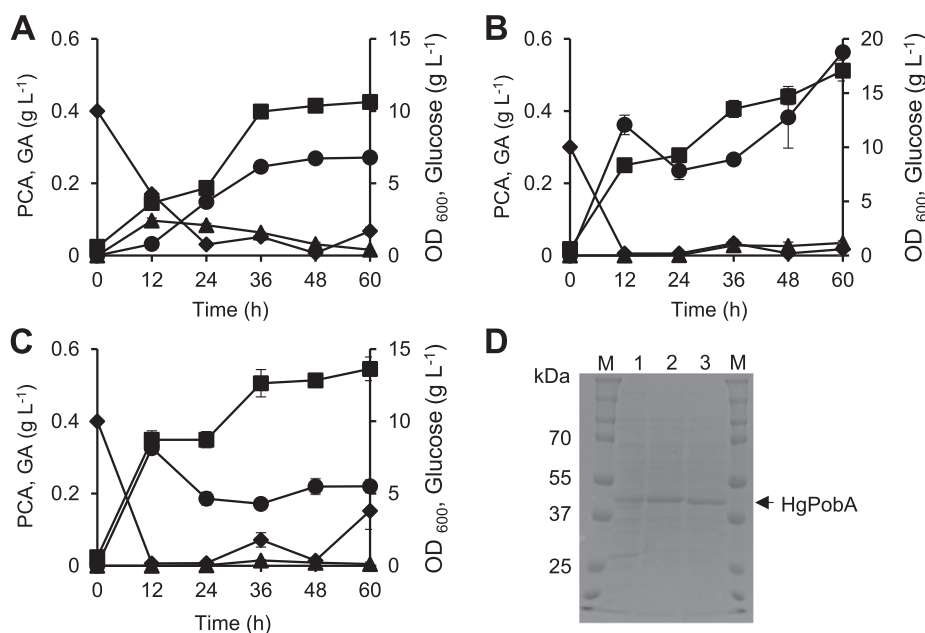 A
PCA, GA (g L-1)
0.6
0.4
0.2
0
15
10
5
0
OD 600, Glucose (g L-1)
0 12 24 36 48 60
Time (h)
B
PCA, GA (g L-1)
0.6
0.4
0.2
0
20
15
10
5
0
OD 600, Glucose (g L-1)
0 12 24 36 48 60
Time (h)
C
PCA, GA (g L-1)
0.6
0.4
0.2
0
15
10
5
0
OD 600, Glucose (g L-1)
0 12 24 36 48 60
Time (h)
D
M 1 2 3 M
kDa
70
55
37
25
HgPobA